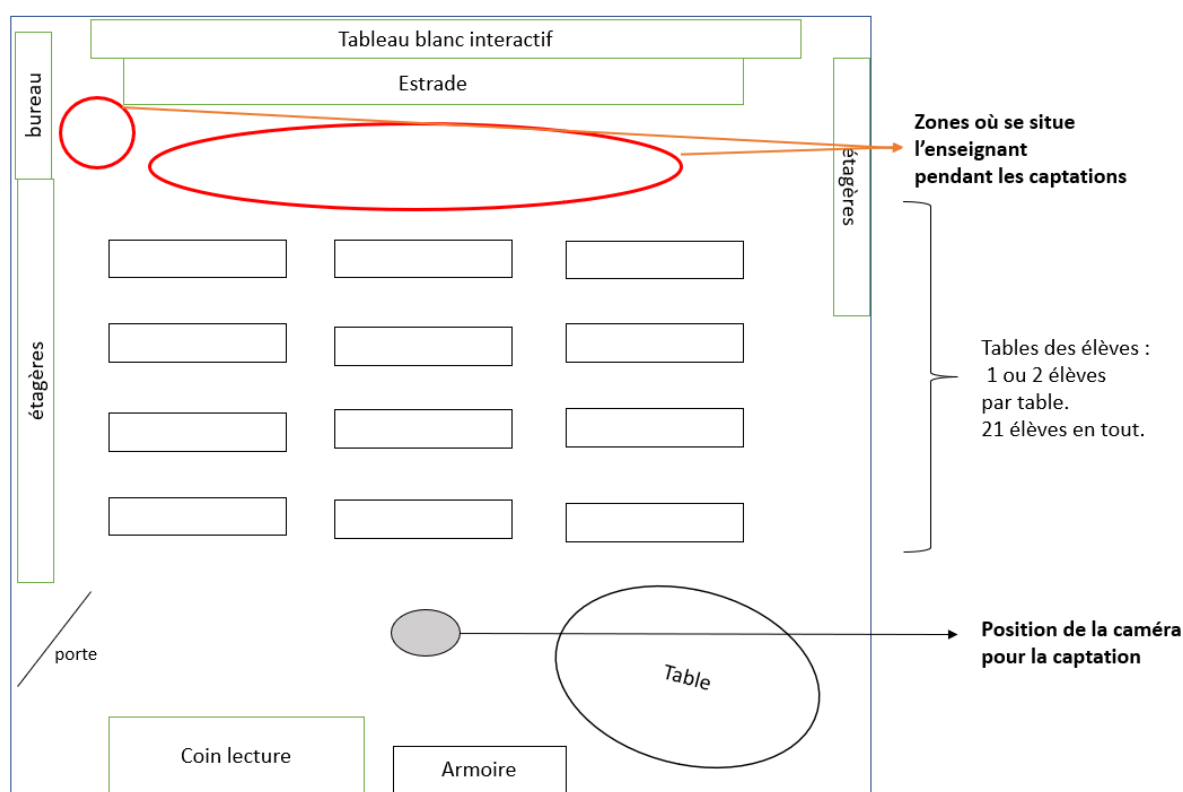 Tableau blanc interactif
Estrade
bureau
Zones où se situe
l’enseignant
pendant les captations
étagères
étagères
Tables des élèves :
1 ou 2 élèves
par table.
21 élèves en tout.
porte
Position de la caméra
pour la captation
Table
Coin lecture
Armoire